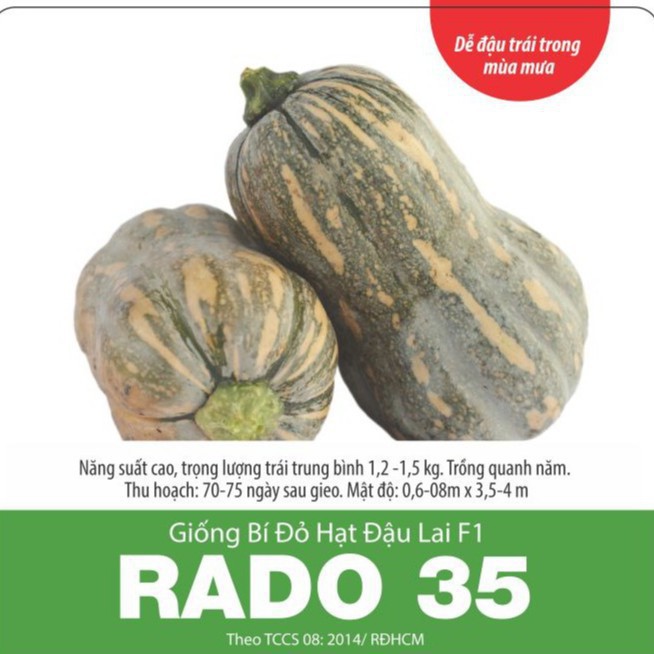 Dễ đậu trái trong
mùa mưa
Năng suất cao, trọng lượng trái trung bình 1,2 -1,5 kg. Trồng quanh năm.
Thu hoạch: 70-75 ngày sau gieo. Mật độ: 0,6-08m x 3,5-4 m
Giống Bí Đỏ Hạt Đậu Lai F1
RADO 35
Theo TCCS 08: 2014/ RĐHCM